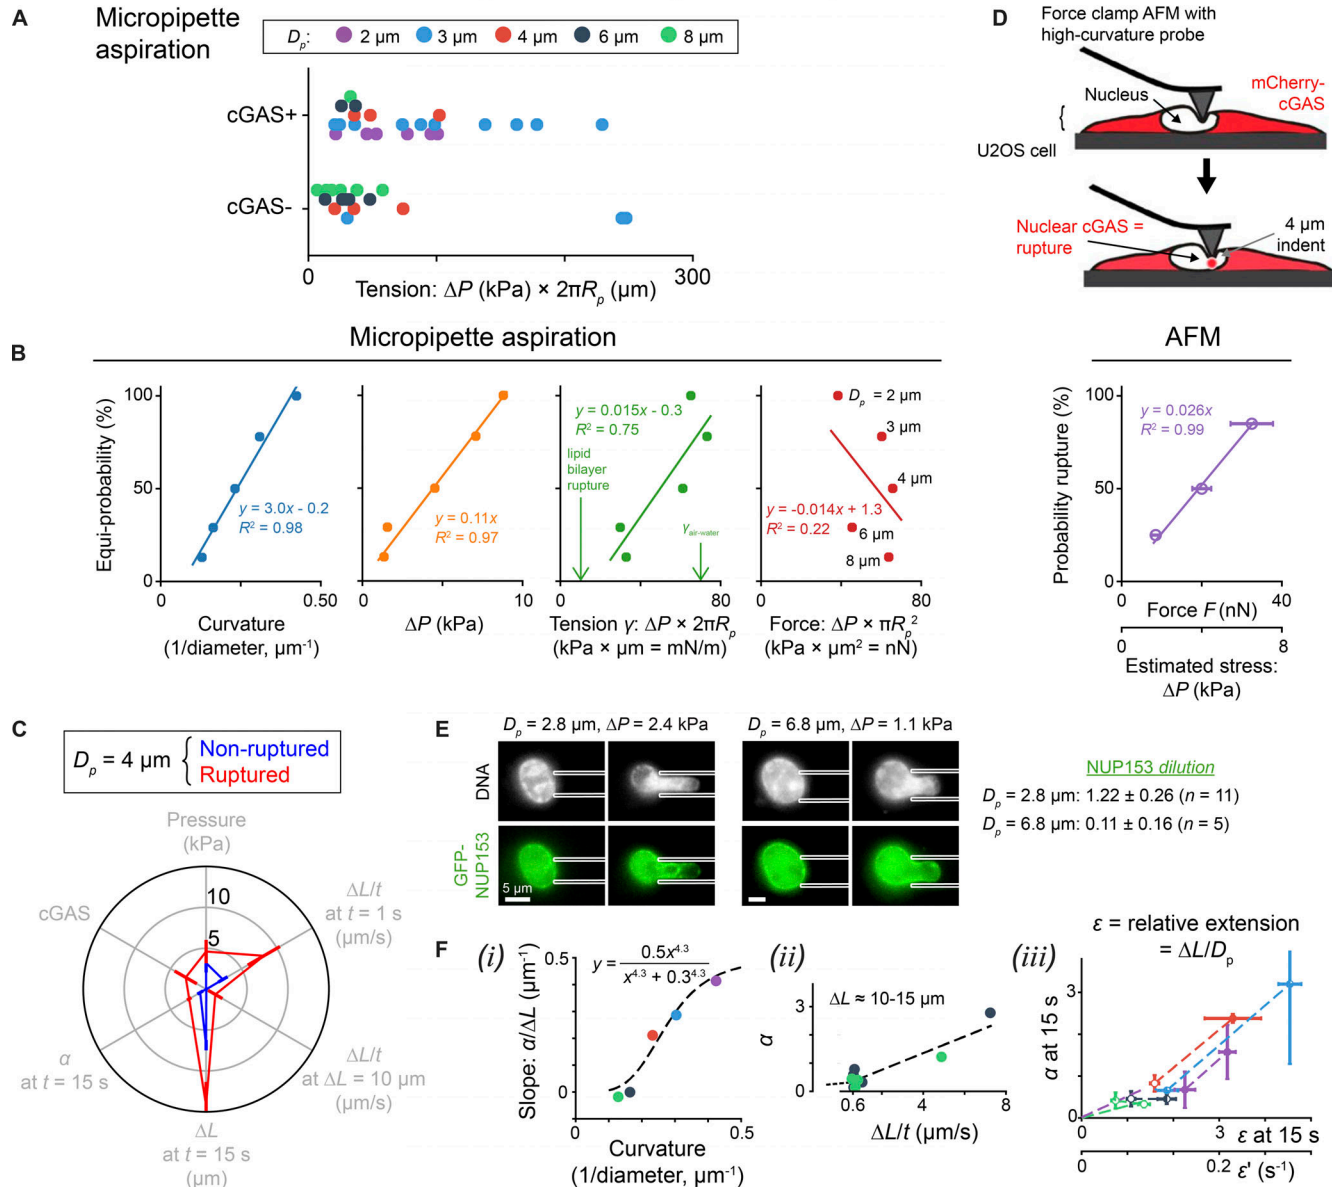 A
Micropipette
aspiration
Dp: 2 μm 3 μm 4 μm 6 μm 8 μm
cGAS+
cGAS-
0 300
Tension: ΔP (kPa) × 2πRp (μm)
D
Force clamp AFM with
high-curvature probe
Nucleus
mCherry-
cGAS
U2OS cell
Nuclear cGAS =
rupture
4 μm
indent
B
Micropipette aspiration
Equi-probability (%)
100
50
0
y = 3.0x - 0.2
R² = 0.98
0 0.50
Curvature
(1/diameter, μm⁻¹)
y = 0.11x
R² = 0.97
0 10
ΔP (kPa)
y = 0.015x - 0.3
R² = 0.75
lipid
bilayer
rupture
γair-water
0 80
Tension γ: ΔP × 2πRp
(kPa × μm = mN/m)
Dp = 2 μm
3 μm
4 μm
y = -0.014x + 1.3
R² = 0.22
6 μm
8 μm
0 80
Force: ΔP × πRp²
(kPa × μm² = nN)
AFM
Probability rupture (%)
100
50
0
y = 0.026x
R² = 0.99
0 40
Force F (nN)
0 8
Estimated stress:
ΔP (kPa)
C
Dp = 4 μm { Non-ruptured
Ruptured
Pressure
(kPa)
10
5
ΔL/t
at t = 1 s
(μm/s)
ΔL/t
at ΔL = 10 μm
(μm/s)
ΔL
at t = 15 s
(μm)
α
at t = 15 s
cGAS
E
Dp = 2.8 μm, ΔP = 2.4 kPa
Dp = 6.8 μm, ΔP = 1.1 kPa
DNA
GFP-
NUP153
5 μm
NUP153 dilution
Dp = 2.8 μm: 1.22 ± 0.26 (n = 11)
Dp = 6.8 μm: 0.11 ± 0.16 (n = 5)
F
(i)
Slope: α/ΔL (μm⁻¹)
0.4
0
y = 0.5x^4.3 / x^4.3 + 0.3^4.3
0 0.5
Curvature
(1/diameter, μm⁻¹)
(ii)
ΔL ≈ 10-15 μm
α
3
0
0.6 4 8
ΔL/t (μm/s)
(iii)
ε = relative extension
= ΔL/Dp
α at 15 s
3
0
3 ε at 15 s
0 0.2 ε' (s⁻¹)